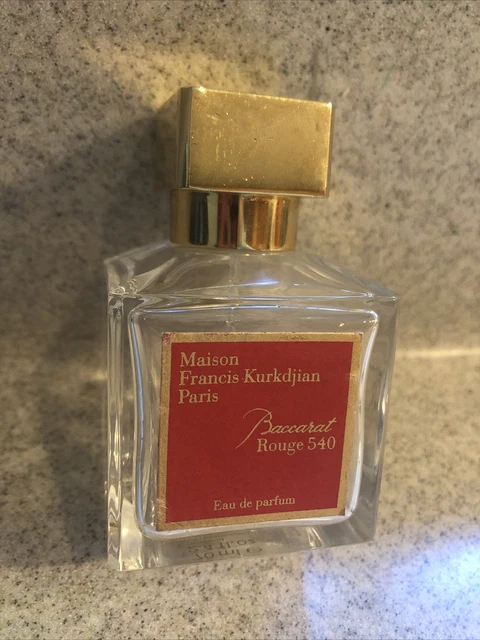 Maison
Francis Kurkdjian
Paris
Baccarat
Rouge 540
Eau de parfum